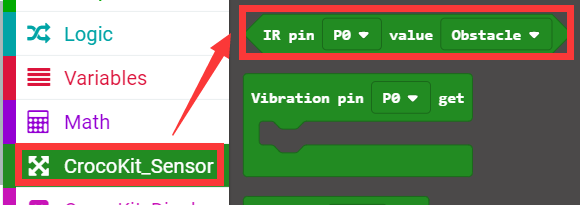 Logic
Variables
Math
CrocoKit_Sensor
IR pin P0 value Obstacle
Vibration pin P0 get